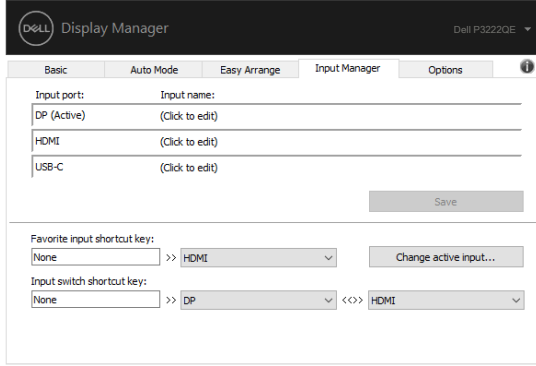 DELL Display Manager Dell P3222QE
Basic Auto Mode Easy Arrange Input Manager Options i
Input port: Input name:
DP (Active) (Click to edit)
HDMI (Click to edit)
USB-C (Click to edit)
Save
Favorite input shortcut key:
None >> HDMI Change active input...
Input switch shortcut key:
None >> DP <<>> HDMI